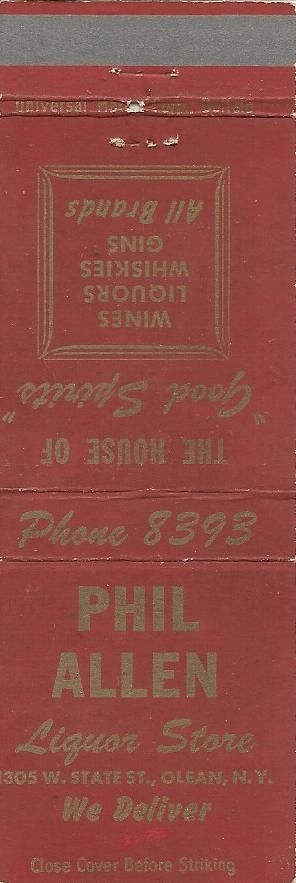 Universal Match Corp., Buffalo
THE HOUSE OF
"Good Spirits"
WINES
LIQUORS
WHISKIES
GINS
All Brands
Phone 8393
PHIL
ALLEN
Liquor Store
1305 W. STATE ST., OLEAN, N.Y.
We Deliver
Close Cover Before Striking